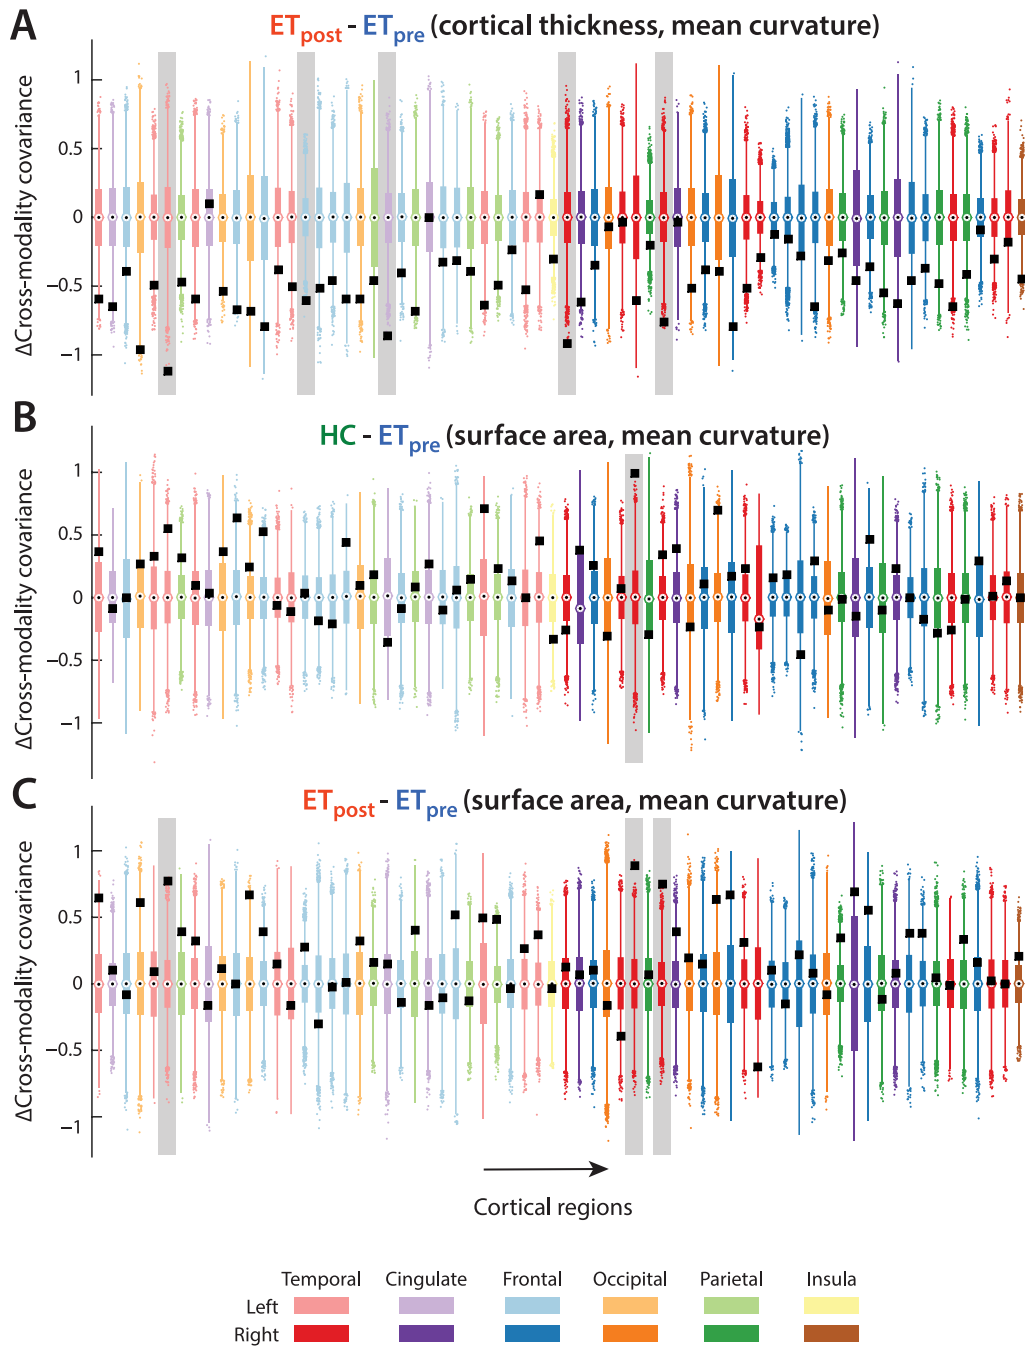 A
ETpost - ETpre (cortical thickness, mean curvature)
ΔCross-modality covariance
1
0.5
0
−0.5
−1
B
HC - ETpre (surface area, mean curvature)
ΔCross-modality covariance
1
0.5
0
−0.5
−1
C
ETpost - ETpre (surface area, mean curvature)
ΔCross-modality covariance
1
0.5
0
−0.5
−1
Cortical regions
Temporal Cingulate Frontal Occipital Parietal Insula
Left
Right